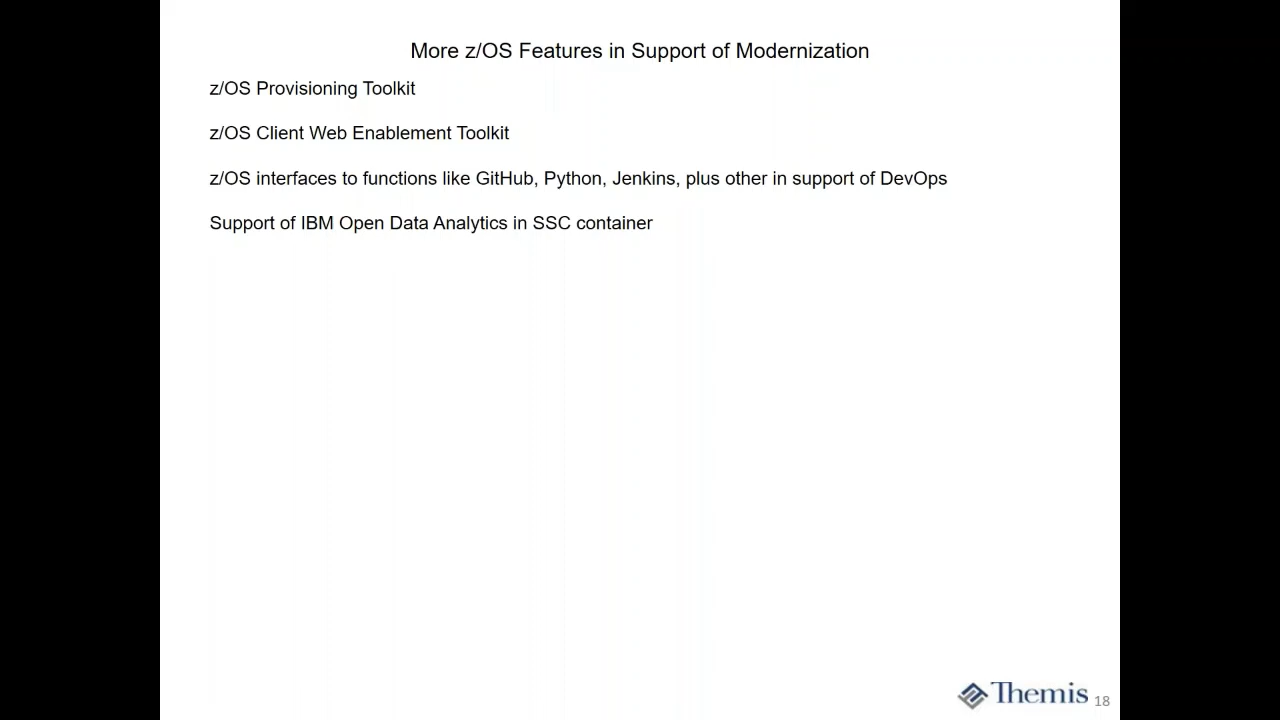 More z/OS Features in Support of Modernization
z/OS Provisioning Toolkit
z/OS Client Web Enablement Toolkit
z/OS interfaces to functions like GitHub, Python, Jenkins, plus other in support of DevOps
Support of IBM Open Data Analytics in SSC container
Themis 18